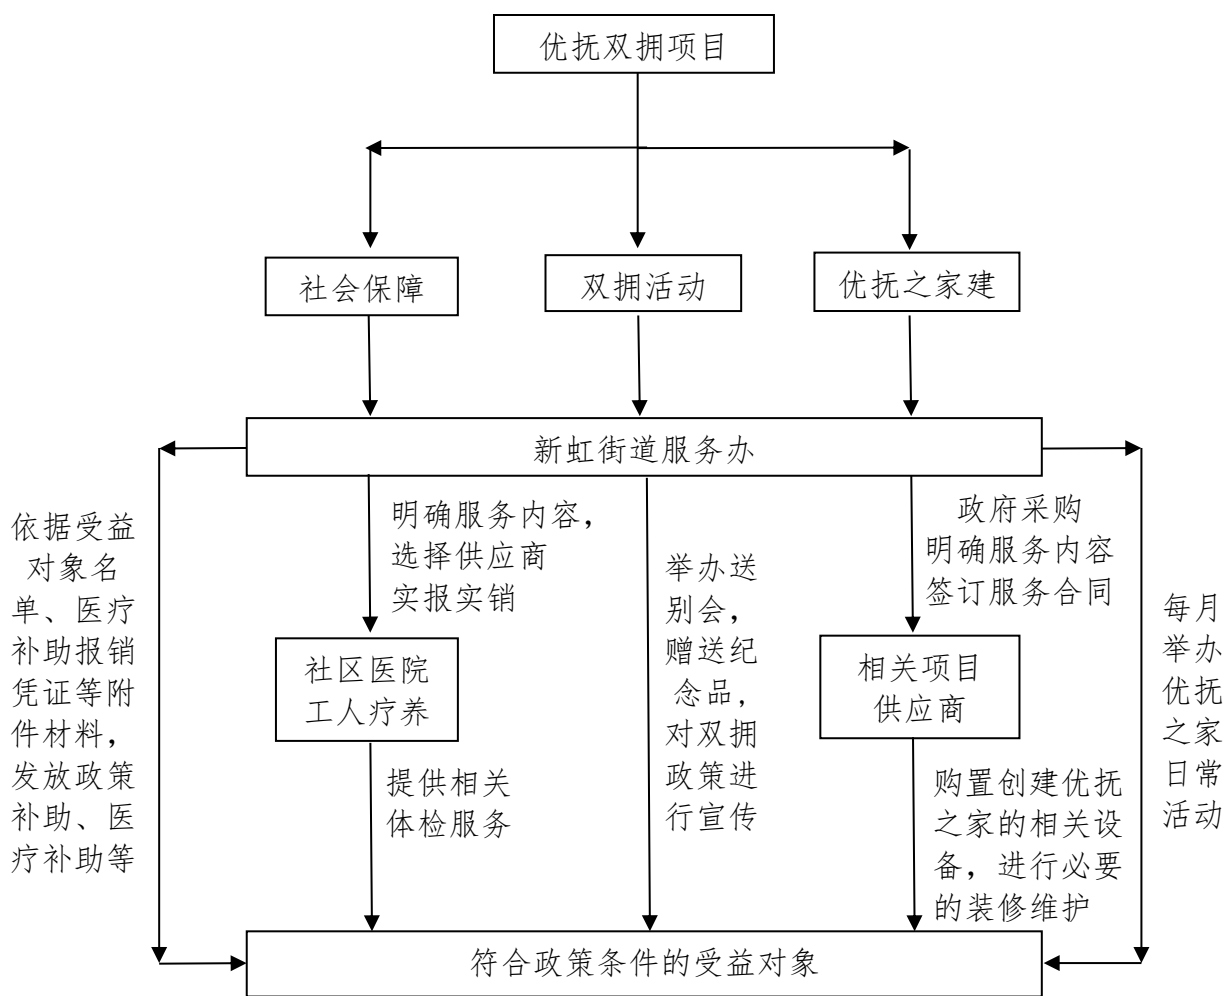 优抚双拥项目
社会保障
双拥活动
优抚之家建
新虹街道服务办
依据受益
对象名
单、医疗
补助报销
凭证等附
件材料，
发放政策
补助、医
疗补助等
明确服务内容，
选择供应商
实报实销
举办送
别会，
赠送纪
念品，
对双拥
政策进
行宣传
政府采购
明确服务内容
签订服务合同
每月
举办
优抚
之家
日常
活动
社区医院
工人疗养
相关项目
供应商
提供相关
体检服务
购置创建优抚
之家的相关设
备，进行必要
的装修维护
符合政策条件的受益对象